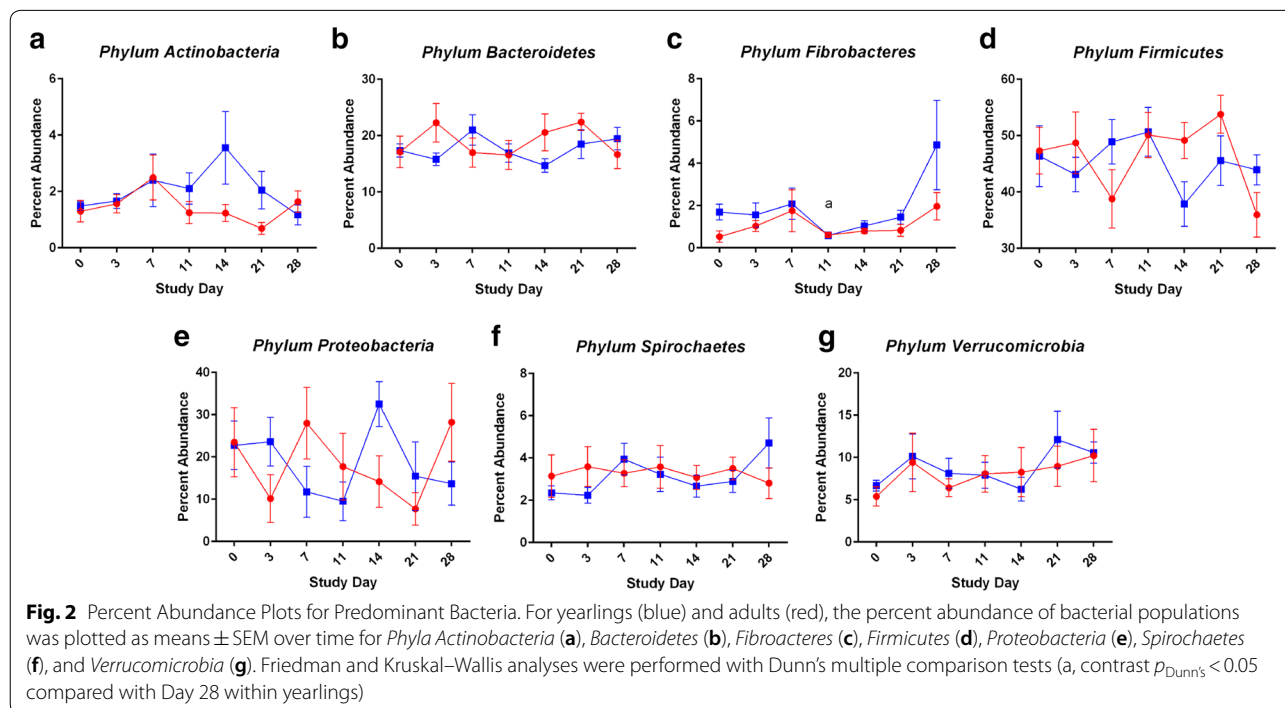 a
Phylum Actinobacteria
Percent Abundance
6
4
2
0
0 3 7 11 14 21 28
Study Day
b
Phylum Bacteroidetes
Percent Abundance
30
20
10
0
0 3 7 11 14 21 28
Study Day
c
Phylum Fibrobacteres
Percent Abundance
8
6
4
2
0
a
0 3 7 11 14 21 28
Study Day
d
Phylum Firmicutes
Percent Abundance
60
50
40
30
0 3 7 11 14 21 28
Study Day
e
Phylum Proteobacteria
Percent Abundance
40
30
20
10
0
0 3 7 11 14 21 28
Study Day
f
Phylum Spirochaetes
Percent Abundance
8
6
4
2
0
0 3 7 11 14 21 28
Study Day
g
Phylum Verrucomicrobia
Percent Abundance
20
15
10
5
0
0 3 7 11 14 21 28
Study Day
Fig. 2 Percent Abundance Plots for Predominant Bacteria. For yearlings (blue) and adults (red), the percent abundance of bacterial populations
was plotted as means ± SEM over time for Phyla Actinobacteria (a), Bacteroidetes (b), Fibroacteres (c), Firmicutes (d), Proteobacteria (e), Spirochaetes
(f), and Verrucomicrobia (g). Friedman and Kruskal–Wallis analyses were performed with Dunn's multiple comparison tests (a, contrast pDunn's < 0.05
compared with Day 28 within yearlings)